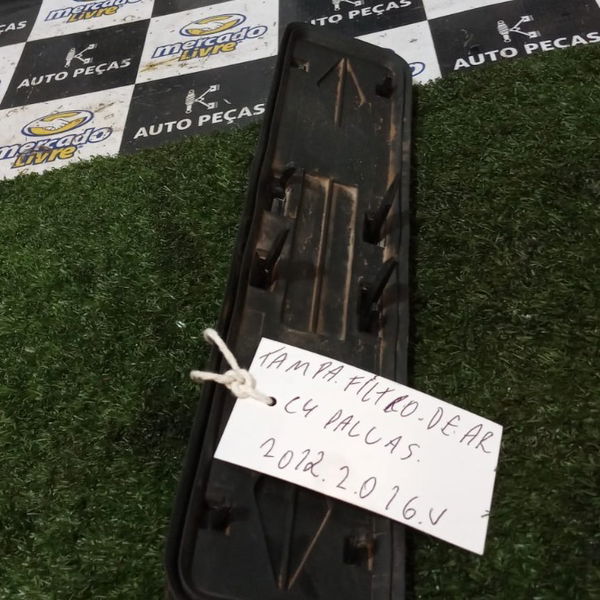 mercado
Livre
AUTO PEÇAS
mercado
Livre
K
AUTO PEÇAS
mercado
Livre
K
AUTO PEÇAS
K
AUTO PEÇAS
TAMPA.FILTRO.DE.AR
C4 PALLAS.
2012.2.0 16.V